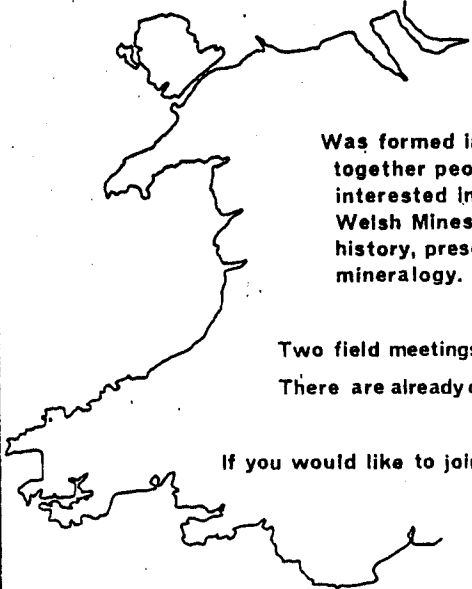 Was formed i
together peo
interested in
Welsh Mines
history, pres
mineralogy.
Two field meetings
There are already
If you would like to joi